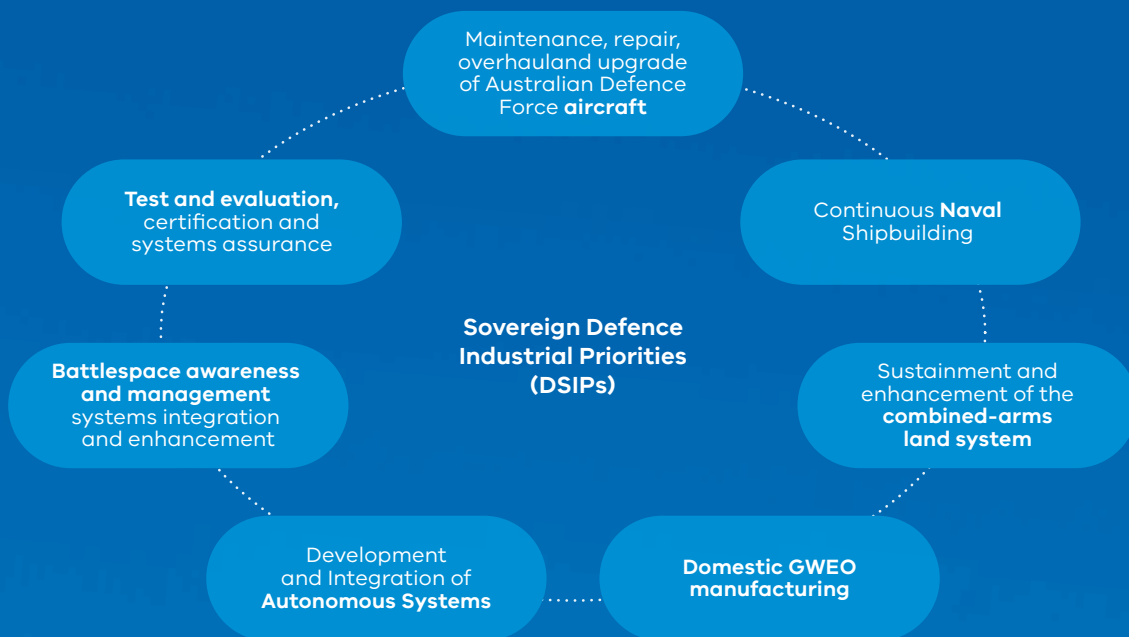 Maintenance, repair,
overhauland upgrade
of Australian Defence
Force aircraft
Continuous Naval
Shipbuilding
Sustainment and
enhancement of the
combined-arms
land system
Domestic GWEO
manufacturing
Development
and Integration of
Autonomous Systems
Battlespace awareness
and management
systems integration
and enhancement
Test and evaluation,
certification and
systems assurance
Sovereign Defence
Industrial Priorities
(DSIPs)